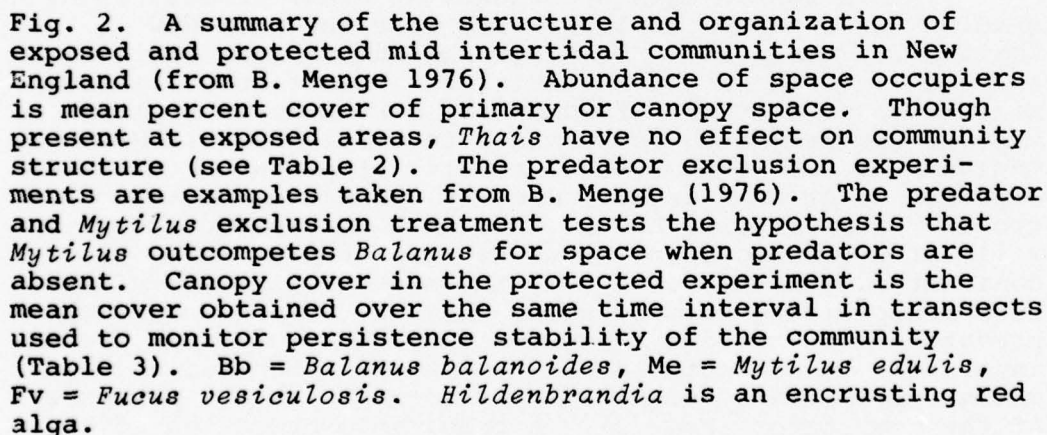 Fig. 2. A summary of the structure and organization of
exposed and protected mid intertidal communities in New
England (from B. Menge 1976). Abundance of space occupiers
is mean percent cover of primary or canopy space. Though
present at exposed areas, Thais have no effect on community
structure (see Table 2). The predator exclusion experi-
ments are examples taken from B. Menge (1976). The predator
and Mytilus exclusion treatment tests the hypothesis that
Mytilus outcompetes Balanus for space when predators are
absent. Canopy cover in the protected experiment is the
mean cover obtained over the same time interval in transects
used to monitor persistence stability of the community
(Table 3). Bb = Balanus balanoides, Me = Mytilus edulis,
Fv = Fucus vesiculosis. Hildenbrandia is an encrusting red
alga.